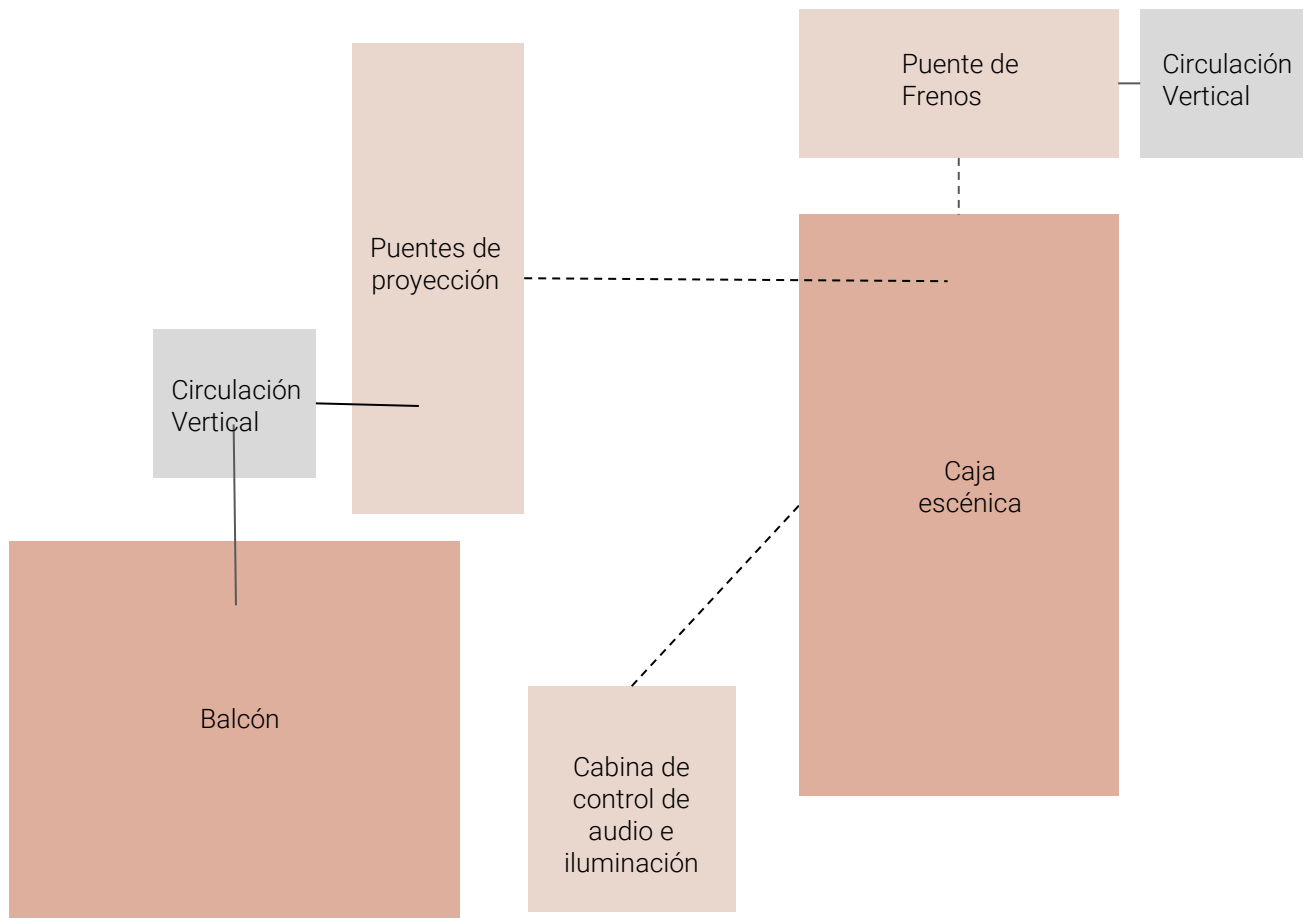 Puente de
Frenos
Circulación
Vertical
Puentes de
proyección
Circulación
Vertical
Caja
escénica
Balcón
Cabina de
control de
audio e
iluminación